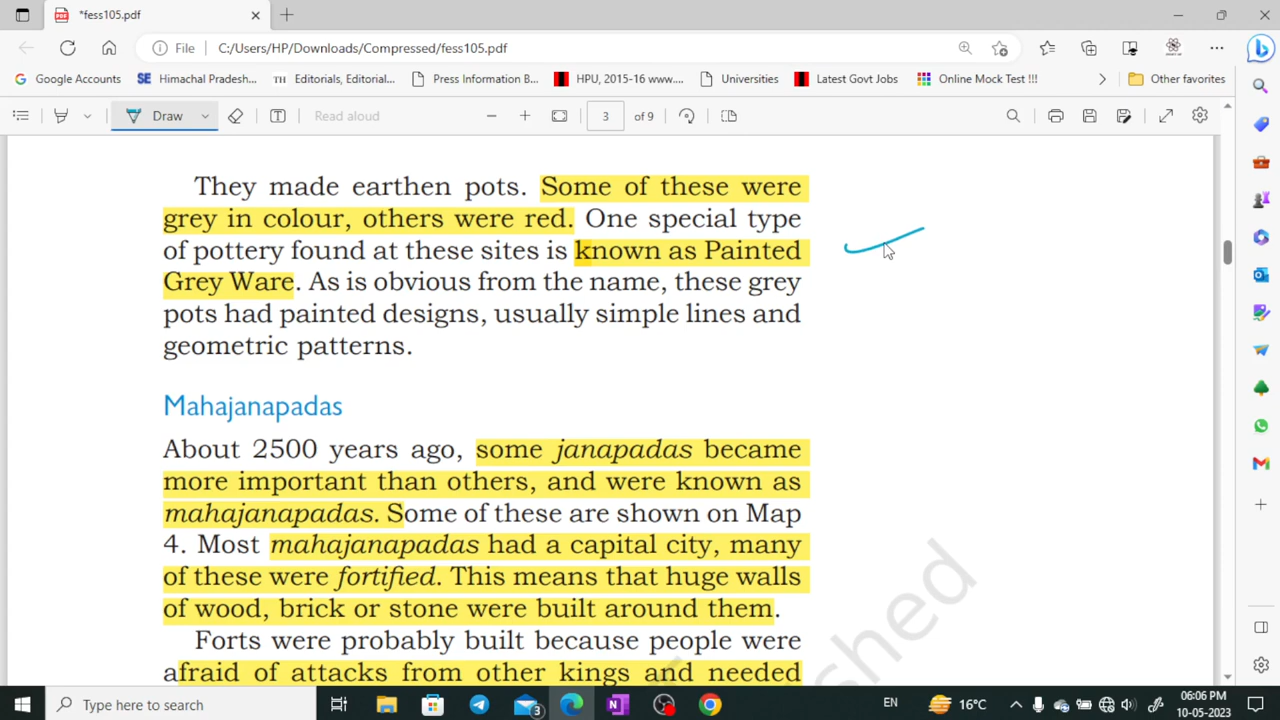 *fess105.pdf
File C:/Users/HP/Downloads/Compressed/fess105.pdf
Google Accounts SE Himachal Pradesh... TH Editorials, Editorial... Press Information B... HPU, 2015-16 www.... Universities Latest Govt Jobs Online Mock Test !!! Other favorites
Draw Read aloud 3 of 9
They made earthen pots. Some of these were
grey in colour, others were red. One special type
of pottery found at these sites is known as Painted
Grey Ware. As is obvious from the name, these grey
pots had painted designs, usually simple lines and
geometric patterns.
Mahajanapadas
About 2500 years ago, some janapadas became
more important than others, and were known as
mahajanapadas. Some of these are shown on Map
4. Most mahajanapadas had a capital city, many
of these were fortified. This means that huge walls
of wood, brick or stone were built around them.
Forts were probably built because people were
afraid of attacks from other kings and needed
shed
Type here to search 3 16°C EN 06:06 PM
10-05-2023